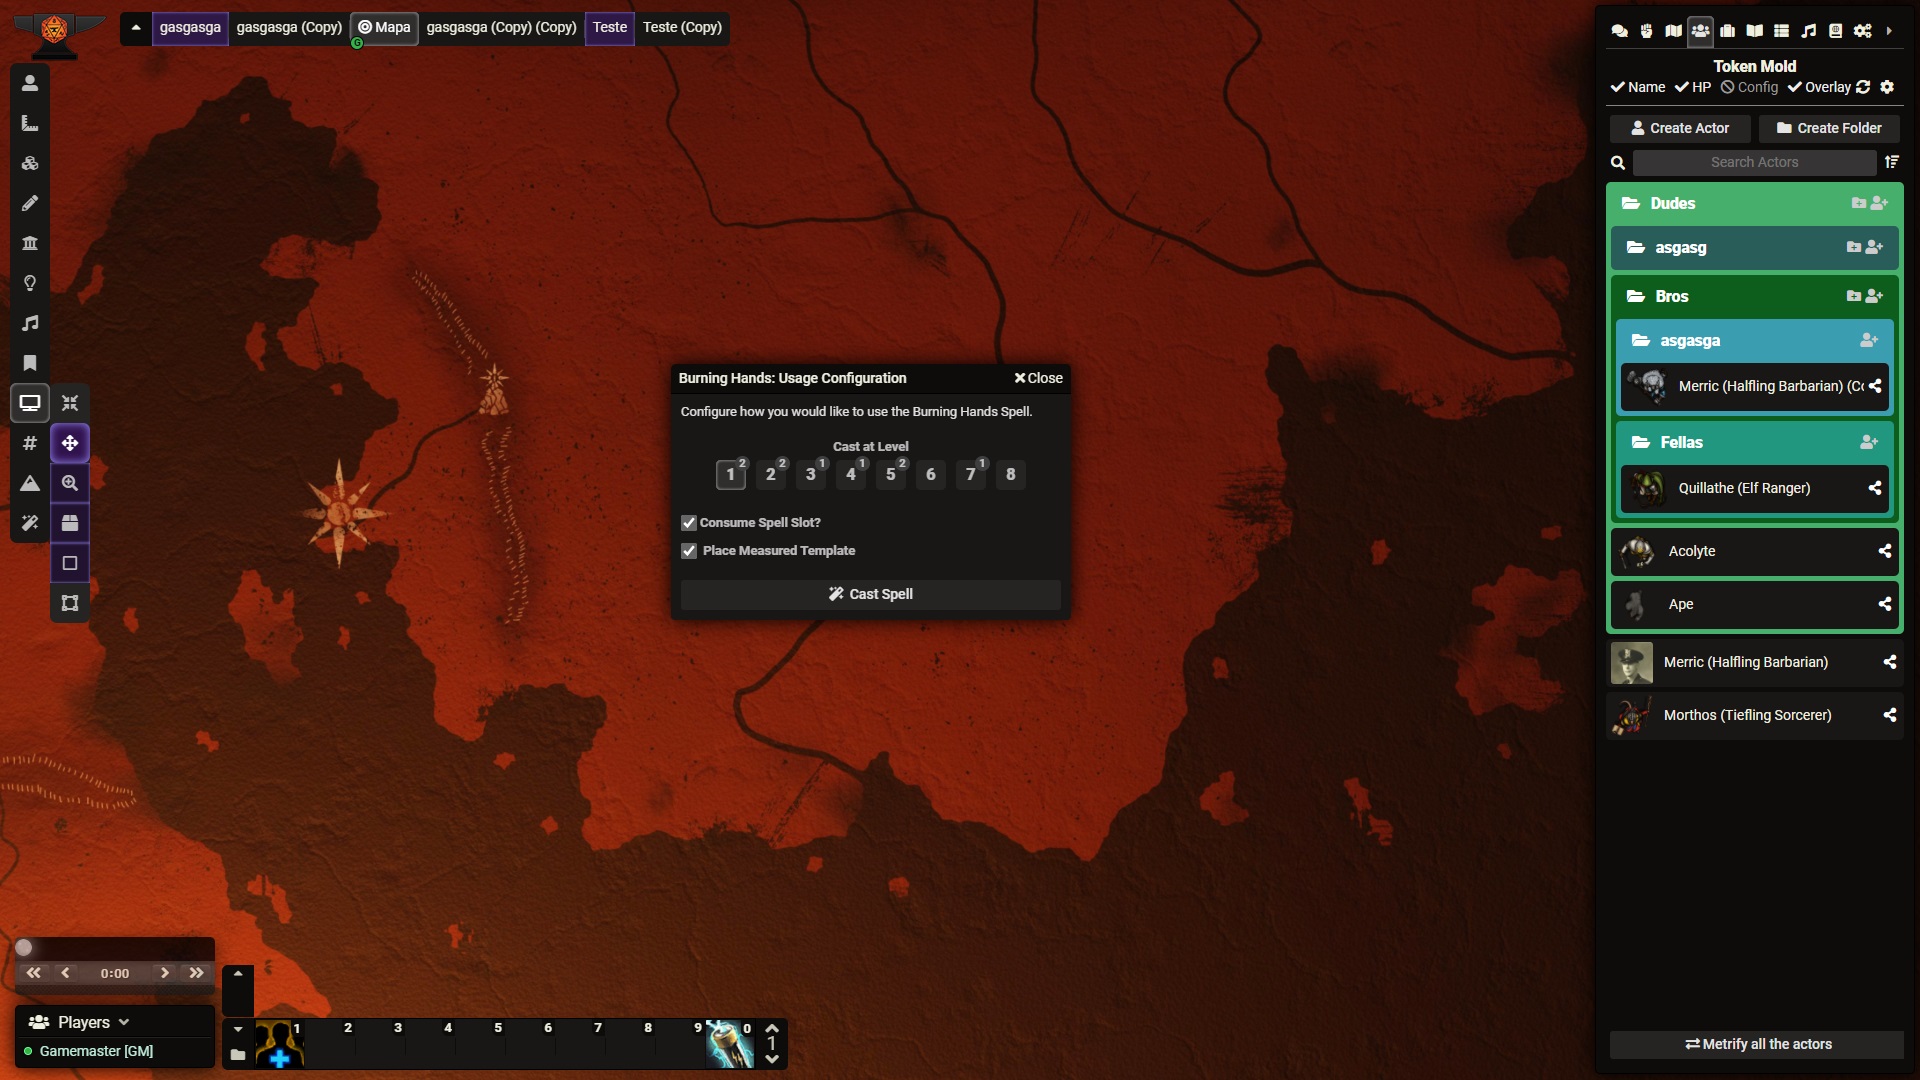 gasgasga gasgasga (Copy) Mapa gasgasga (Copy) (Copy) Teste Teste (Copy)
G
Token Mold
Name HP Config Overlay
Create Actor Create Folder
Search Actors
Dudes
asgasg
Bros
asgasga
Merric (Halfling Barbarian) (Co
Fellas
Quillathe (Elf Ranger)
Acolyte
Ape
Merric (Halfling Barbarian)
Morthos (Tiefling Sorcerer)
Metrify all the actors
Burning Hands: Usage Configuration Close
Configure how you would like to use the Burning Hands Spell.
Cast at Level
1 2 2 2 3 1 4 1 5 2 6 7 1 8
Consume Spell Slot?
Place Measured Template
Cast Spell
0:00
Players
Gamemaster [GM]
1 2 3 4 5 6 7 8 9 0
1